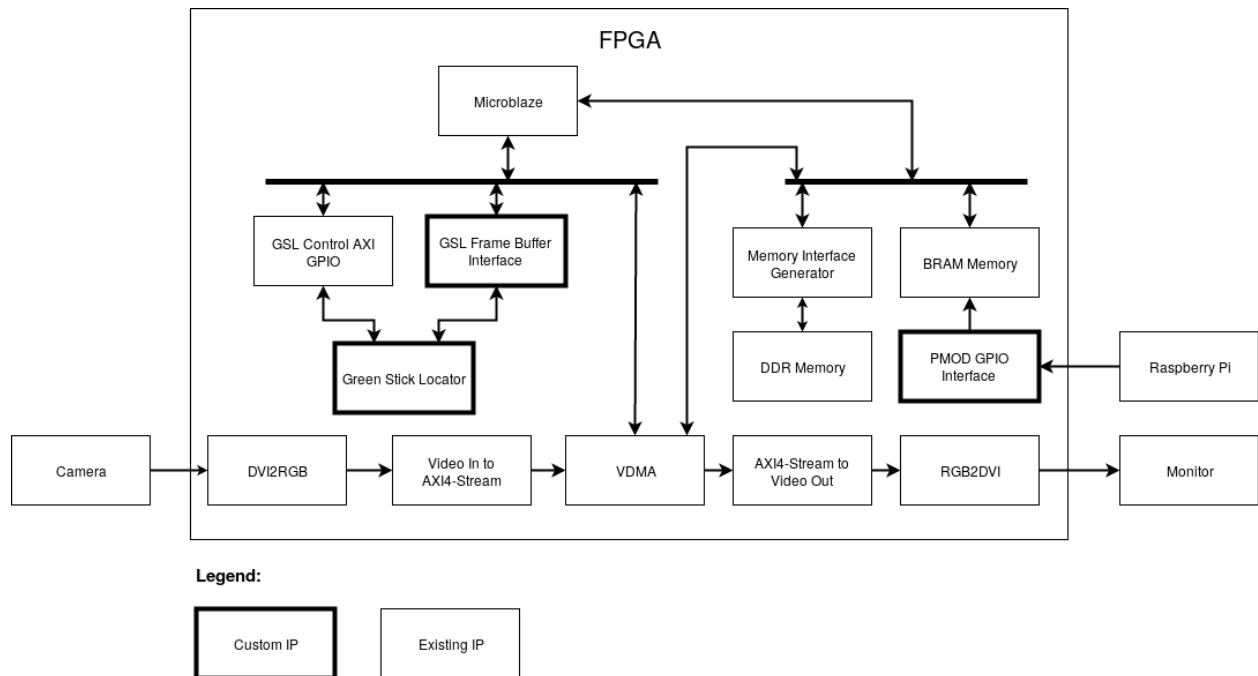 FPGA
Microblaze
GSL Control AXI
GPIO
GSL Frame Buffer
Interface
Memory Interface
Generator
BRAM Memory
Green Stick Locator
DDR Memory
PMOD GPIO
Interface
Raspberry Pi
Camera
DVI2RGB
Video In to
AXI4-Stream
VDMA
AXI4-Stream to
Video Out
RGB2DVI
Monitor
Legend:
Custom IP
Existing IP